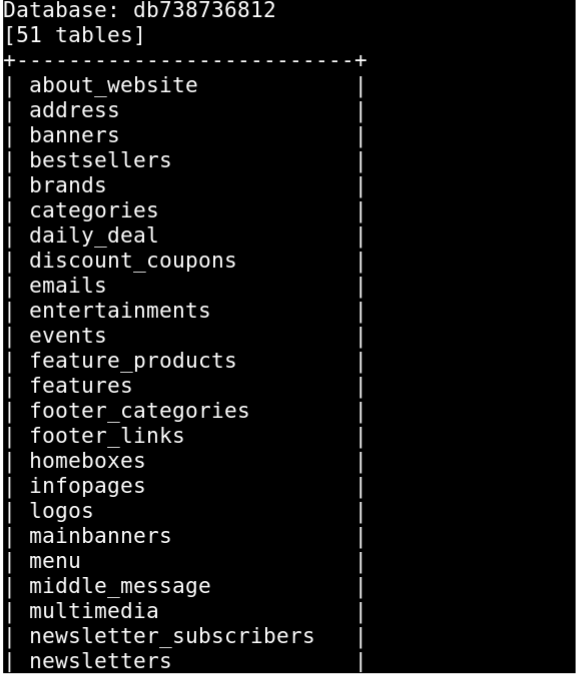 Database: db738736812
[51 tables]
+--------------------------+
| about_website            |
| address                  |
| banners                  |
| bestsellers              |
| brands                   |
| categories               |
| daily_deal               |
| discount_coupons         |
| emails                   |
| entertainments           |
| events                   |
| feature_products         |
| features                 |
| footer_categories        |
| footer_links             |
| homeboxes                |
| infopages                |
| logos                    |
| mainbanners              |
| menu                     |
| middle_message           |
| multimedia               |
| newsletter_subscribers   |
| newsletters              |